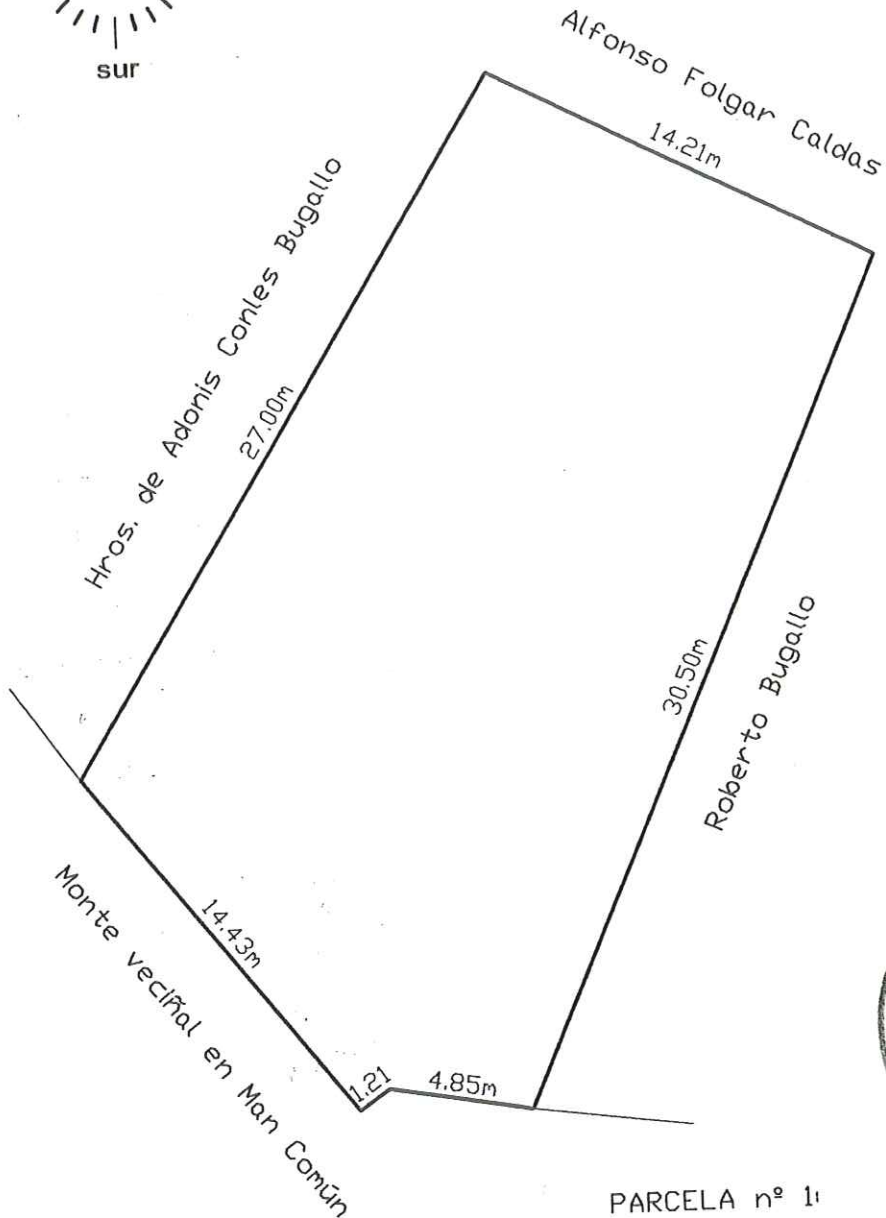 sur
Alfonso Folgar Caldas
14.21m
Hros. de Adonis Conles Bugallo
27.00m
30.50m
Roberto Bugallo
14.43m
Monte veciñal en Man Común
1.21
4.85m
PARCELA nº 1: